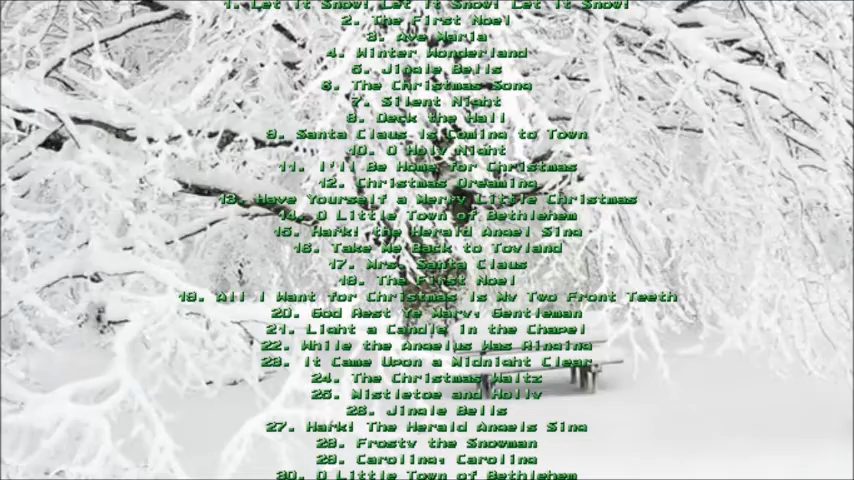 1. Let It Snow! Let It Snow! Let It Snow!
2. The First Noel
3. Ave Maria
4. Winter Wonderland
5. Jingle Bells
6. The Christmas Song
7. Silent Night
8. Deck the Hall
9. Santa Claus Is Coming to Town
10. O Holy Night
11. I'll Be Home for Christmas
12. Christmas Dreaming
13. Have Yourself a Merry Little Christmas
14. O Little Town of Bethlehem
15. Hark! the Herald Angel Sing
16. Take Me Back to Toyland
17. Mrs. Santa Claus
18. The First Noel
19. All I Want for Christmas Is My Two Front Teeth
20. God Rest Ye Mary, Gentleman
21. Light a Candle in the Chapel
22. While the Angelus Was Ringing
23. It Came Upon a Midnight Clear
24. The Christmas Waltz
25. Mistletoe and Holly
26. Jingle Bells
27. Hark! The Herald Angels Sing
28. Frosty the Snowman
29. Carolina, Carolina
30. O Little Town of Bethlehem